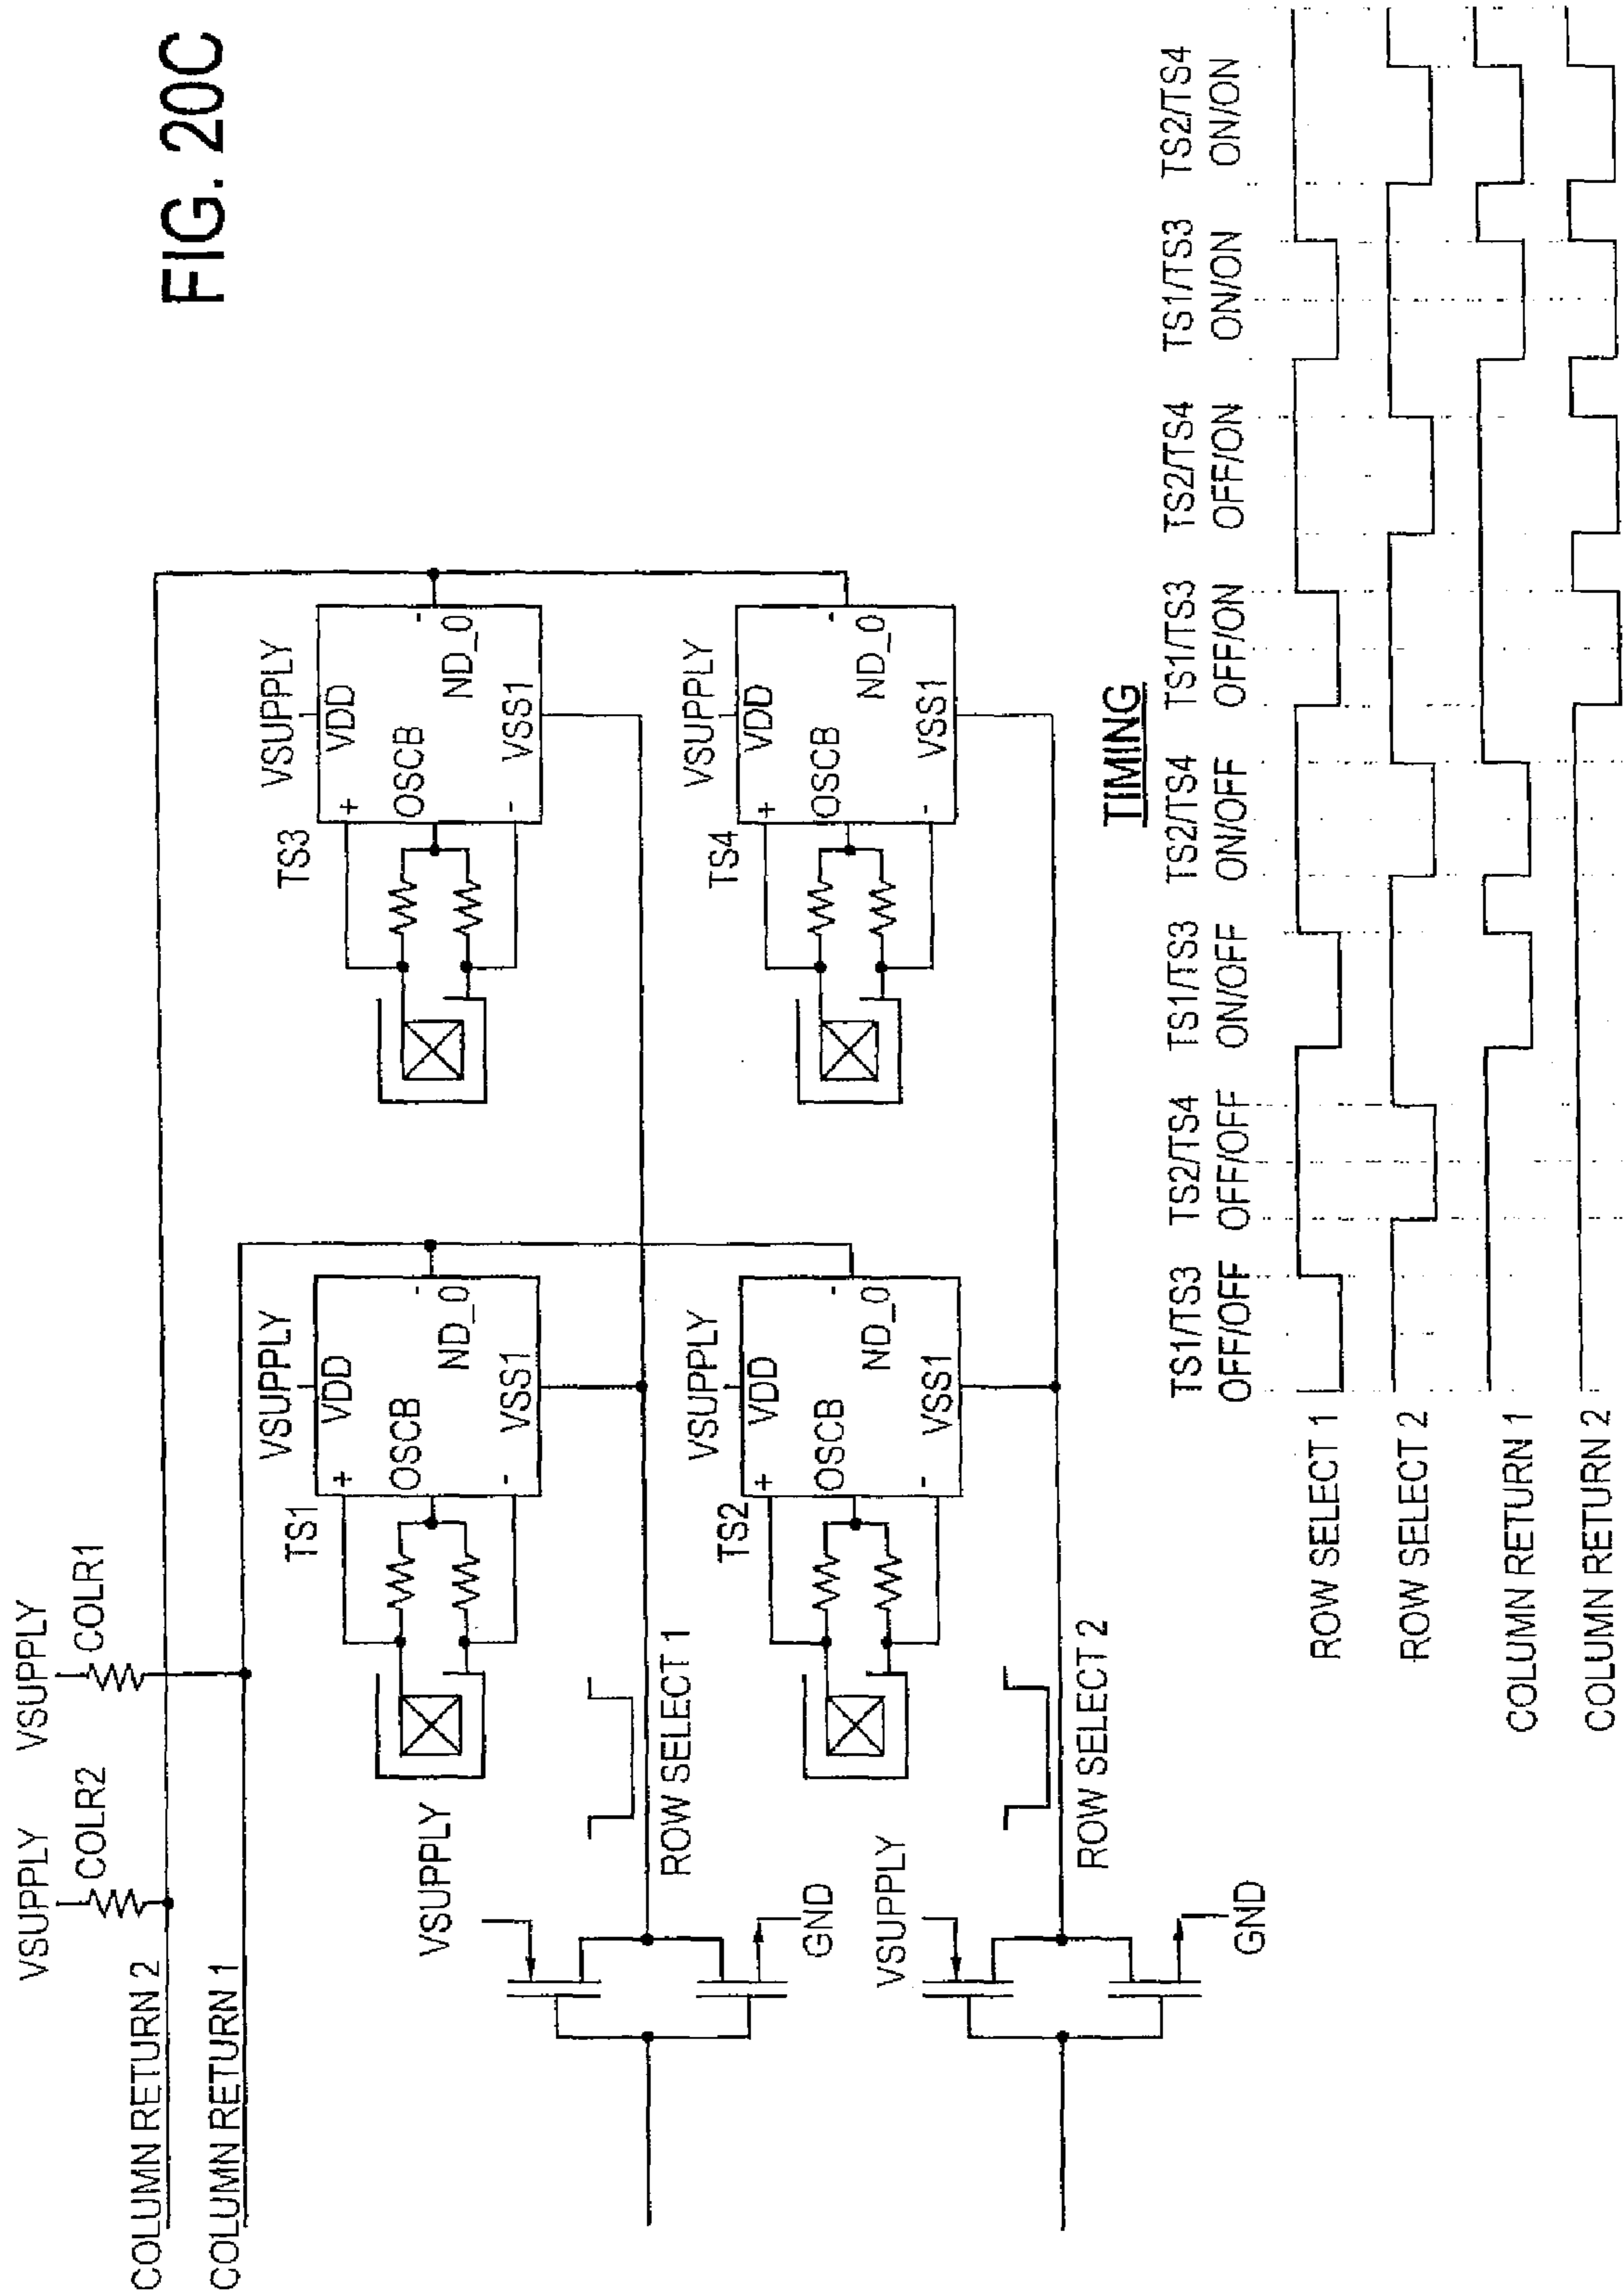 FIG. 20C
VSUPPLY
VSUPPLY
COLR2
COLR1
COLUMN RETURN 2
COLUMN RETURN 1
VSUPPLY
TS1
+
VDD
OSCB
-
ND_0
-
VSS1
VSUPPLY
TS3
+
VDD
OSCB
-
ND_0
-
VSS1
VSUPPLY
ROW SELECT 1
GND
VSUPPLY
TS2
+
VDD
OSCB
-
ND_0
-
VSS1
VSUPPLY
TS4
+
VDD
OSCB
-
ND_0
-
VSS1
VSUPPLY
ROW SELECT 2
GND
TIMING
TS1/TS3 TS2/TS4 TS1/TS3 TS2/TS4 TS1/TS3 TS2/TS4 TS1/TS3 TS2/TS4
OFF/OFF OFF/OFF ON/OFF ON/OFF OFF/ON OFF/ON ON/ON ON/ON
ROW SELECT 1
ROW SELECT 2
COLUMN RETURN 1
COLUMN RETURN 2